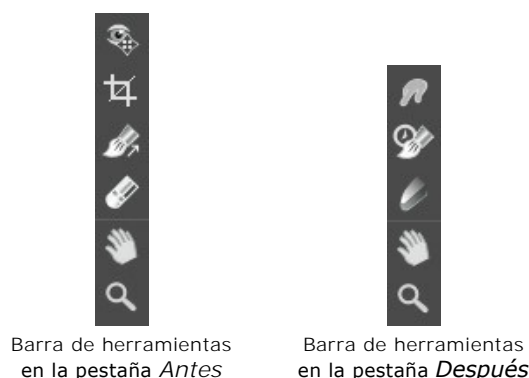 Barra de herramientas
en la pestaña Antes
Barra de herramientas
en la pestaña Después